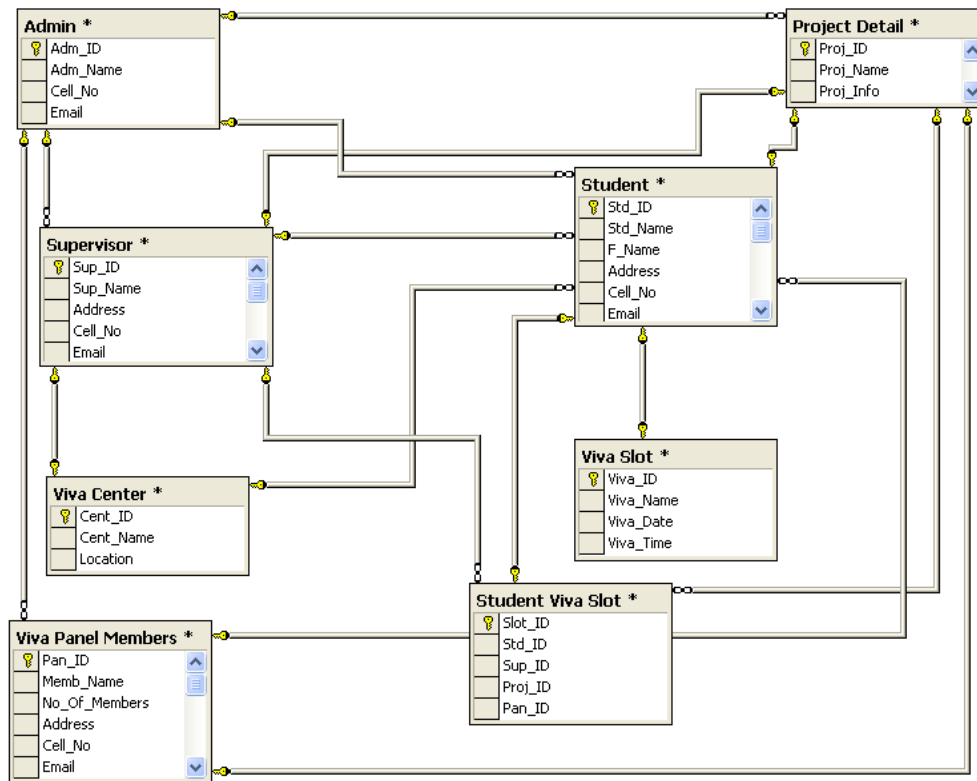 Admin *
Adm_ID
Adm_Name
Cell_No
Email
Project Detail *
Proj_ID
Proj_Name
Proj_Info
Student *
Std_ID
Std_Name
F_Name
Address
Cell_No
Email
Supervisor *
Sup_ID
Sup_Name
Address
Cell_No
Email
Viva Slot *
Viva_ID
Viva_Name
Viva_Date
Viva_Time
Viva Center *
Cent_ID
Cent_Name
Location
Student Viva Slot *
Slot_ID
Std_ID
Sup_ID
Proj_ID
Pan_ID
Viva Panel Members *
Pan_ID
Memb_Name
No_Of_Members
Address
Cell_No
Email